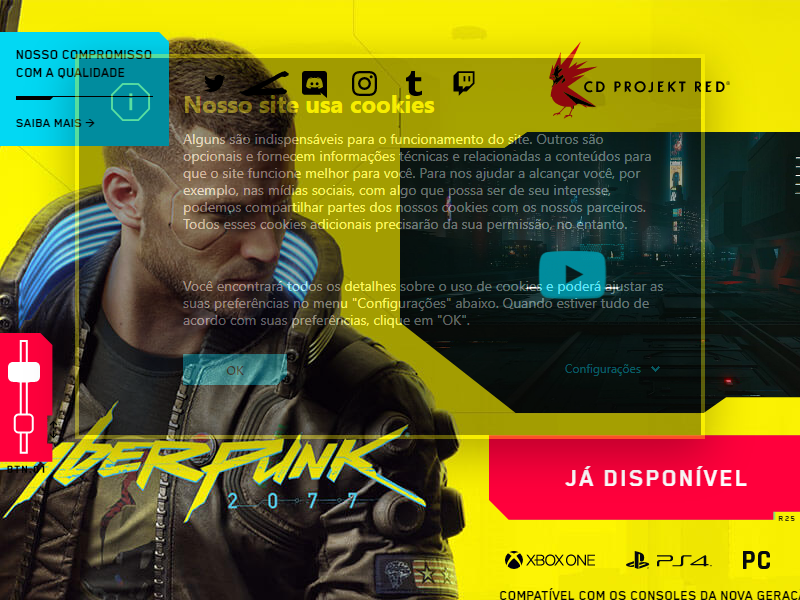 NOSSO COMPROMISSO
COM A QUALIDADE
SAIBA MAIS →
CD PROJEKT RED®
Nosso site usa cookies
Alguns são indispensáveis para o funcionamento do site. Outros são
opcionais e fornecem informações técnicas e relacionadas a conteúdos para
que o site funcione melhor para você. Para nos ajudar a alcançar você, por
exemplo, nas mídias sociais, com algo que possa ser de seu interesse,
podemos compartilhar partes dos nossos cookies com os nossos parceiros.
Todos esses cookies adicionais precisarão da sua permissão, no entanto.
Você encontrará todos os detalhes sobre o uso de cookies e poderá ajustar as
suas preferências no menu "Configurações" abaixo. Quando estiver tudo de
acordo com suas preferências, clique em "OK".
OK
Configurações
BTN.01
CYBERPUNK
2077
JÁ DISPONÍVEL
R25
XBOX ONE PS4 PC
COMPATÍVEL COM OS CONSOLES DA NOVA GERAÇÃ